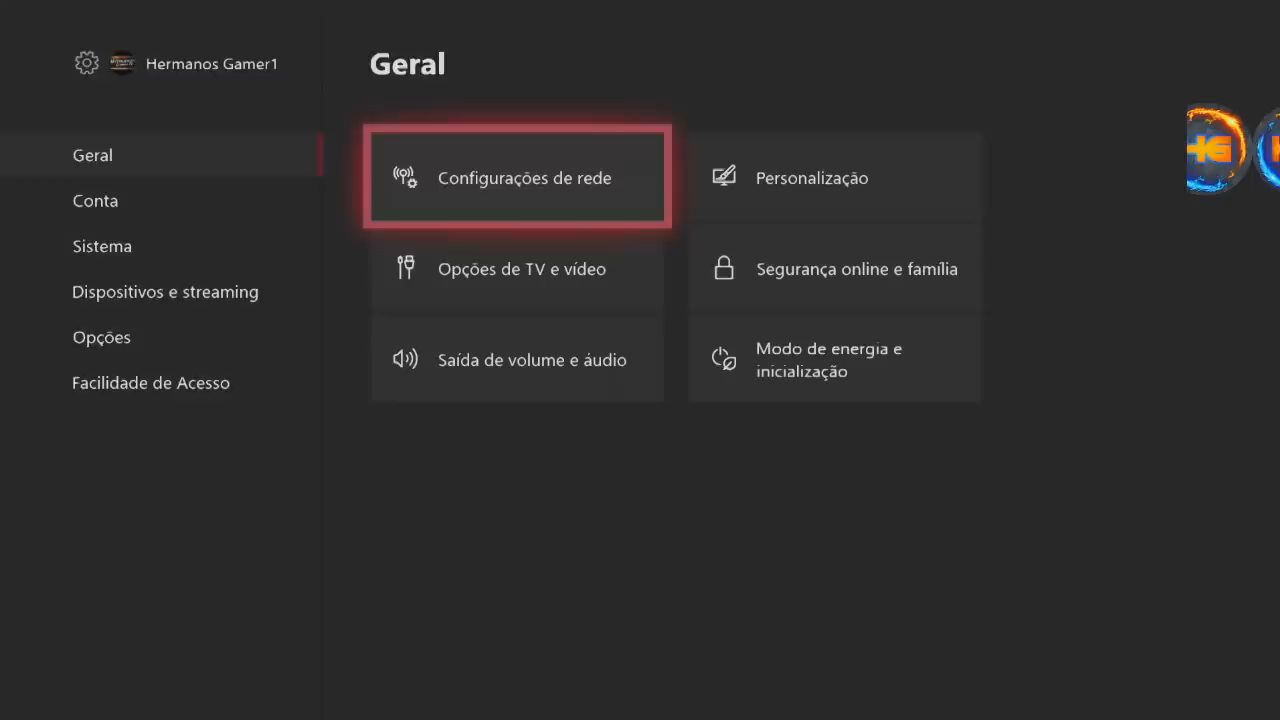 Hermanos Gamer1
Geral
Conta
Sistema
Dispositivos e streaming
Opções
Facilidade de Acesso
Geral
Configurações de rede
Personalização
Opções de TV e vídeo
Segurança online e família
Saída de volume e áudio
Modo de energia e
inicialização
HG